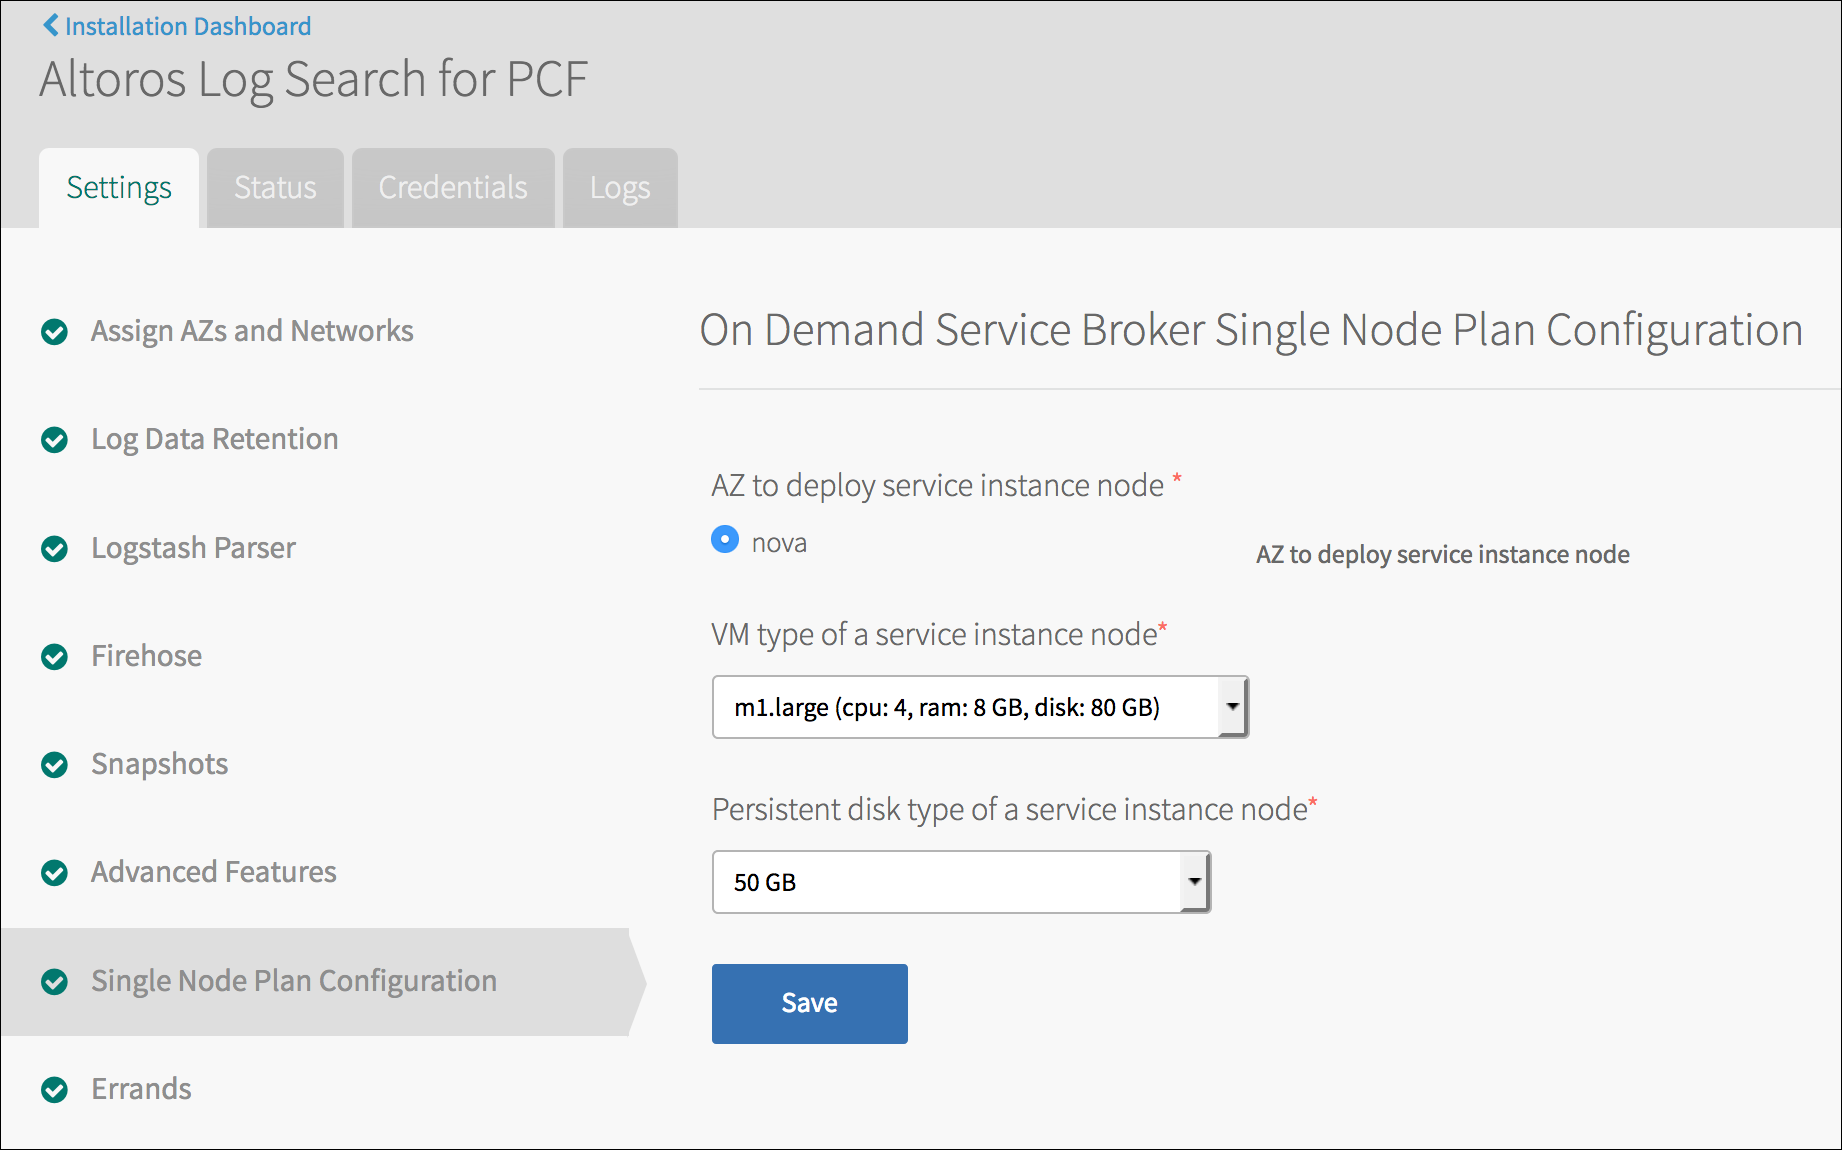 Installation Dashboard
Altoros Log Search for PCF
Settings
Status
Credentials
Logs
Assign AZs and Networks
Log Data Retention
Logstash Parser
Firehose
Snapshots
Advanced Features
Single Node Plan Configuration
Errands
On Demand Service Broker Single Node Plan Configuration
AZ to deploy service instance node *
nova
AZ to deploy service instance node
VM type of a service instance node*
m1.large (cpu: 4, ram: 8 GB, disk: 80 GB)
Persistent disk type of a service instance node*
50 GB
Save